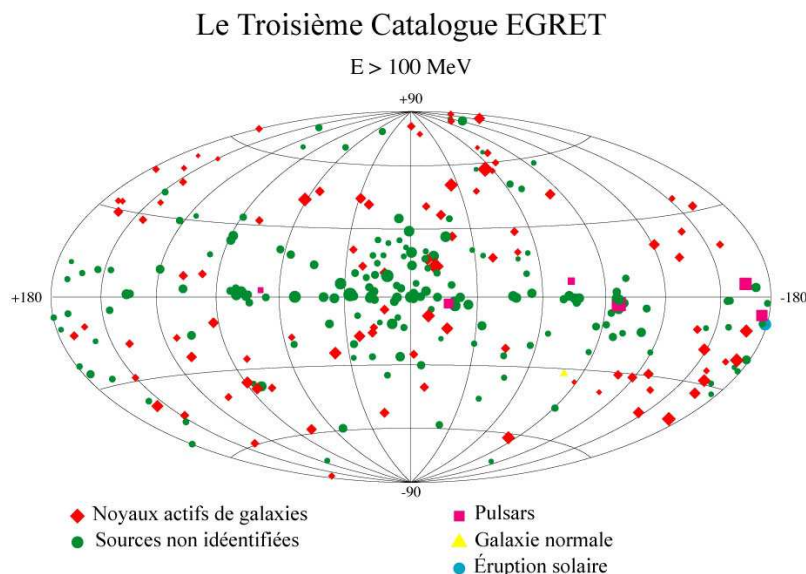 Le Troisième Catalogue EGRET
E > 100 MeV
+90
+180
-180
-90
Noyaux actifs de galaxies
Sources non idéentifiées
Pulsars
Galaxie normale
Éruption solaire